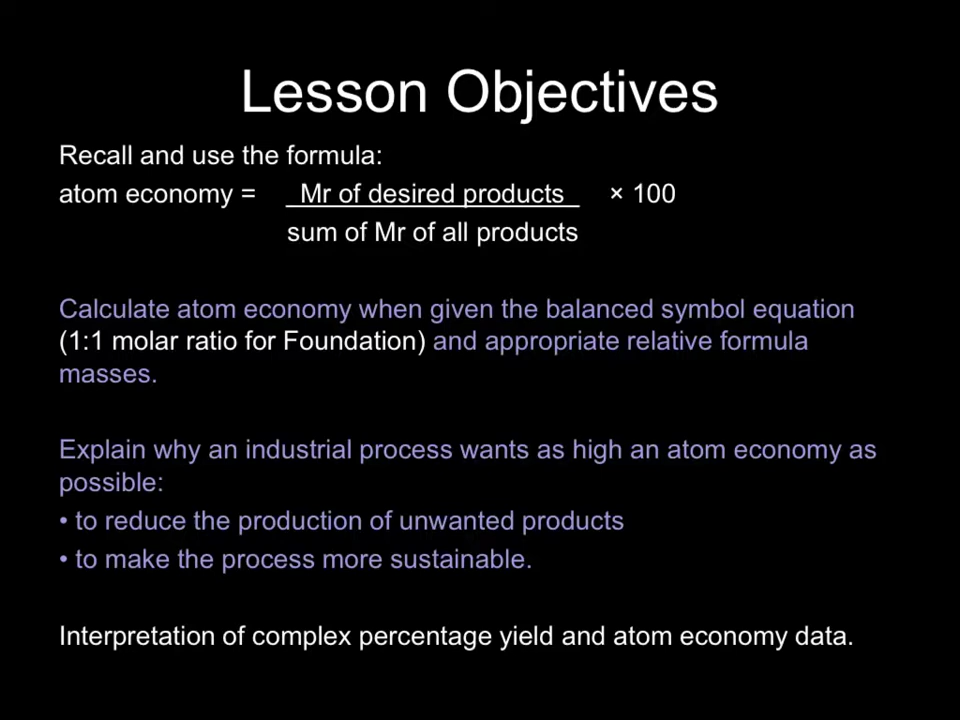 Lesson Objectives
Recall and use the formula:
atom economy = Mr of desired products × 100
sum of Mr of all products
Calculate atom economy when given the balanced symbol equation
(1:1 molar ratio for Foundation) and appropriate relative formula
masses.
Explain why an industrial process wants as high an atom economy as
possible:
• to reduce the production of unwanted products
• to make the process more sustainable.
Interpretation of complex percentage yield and atom economy data.